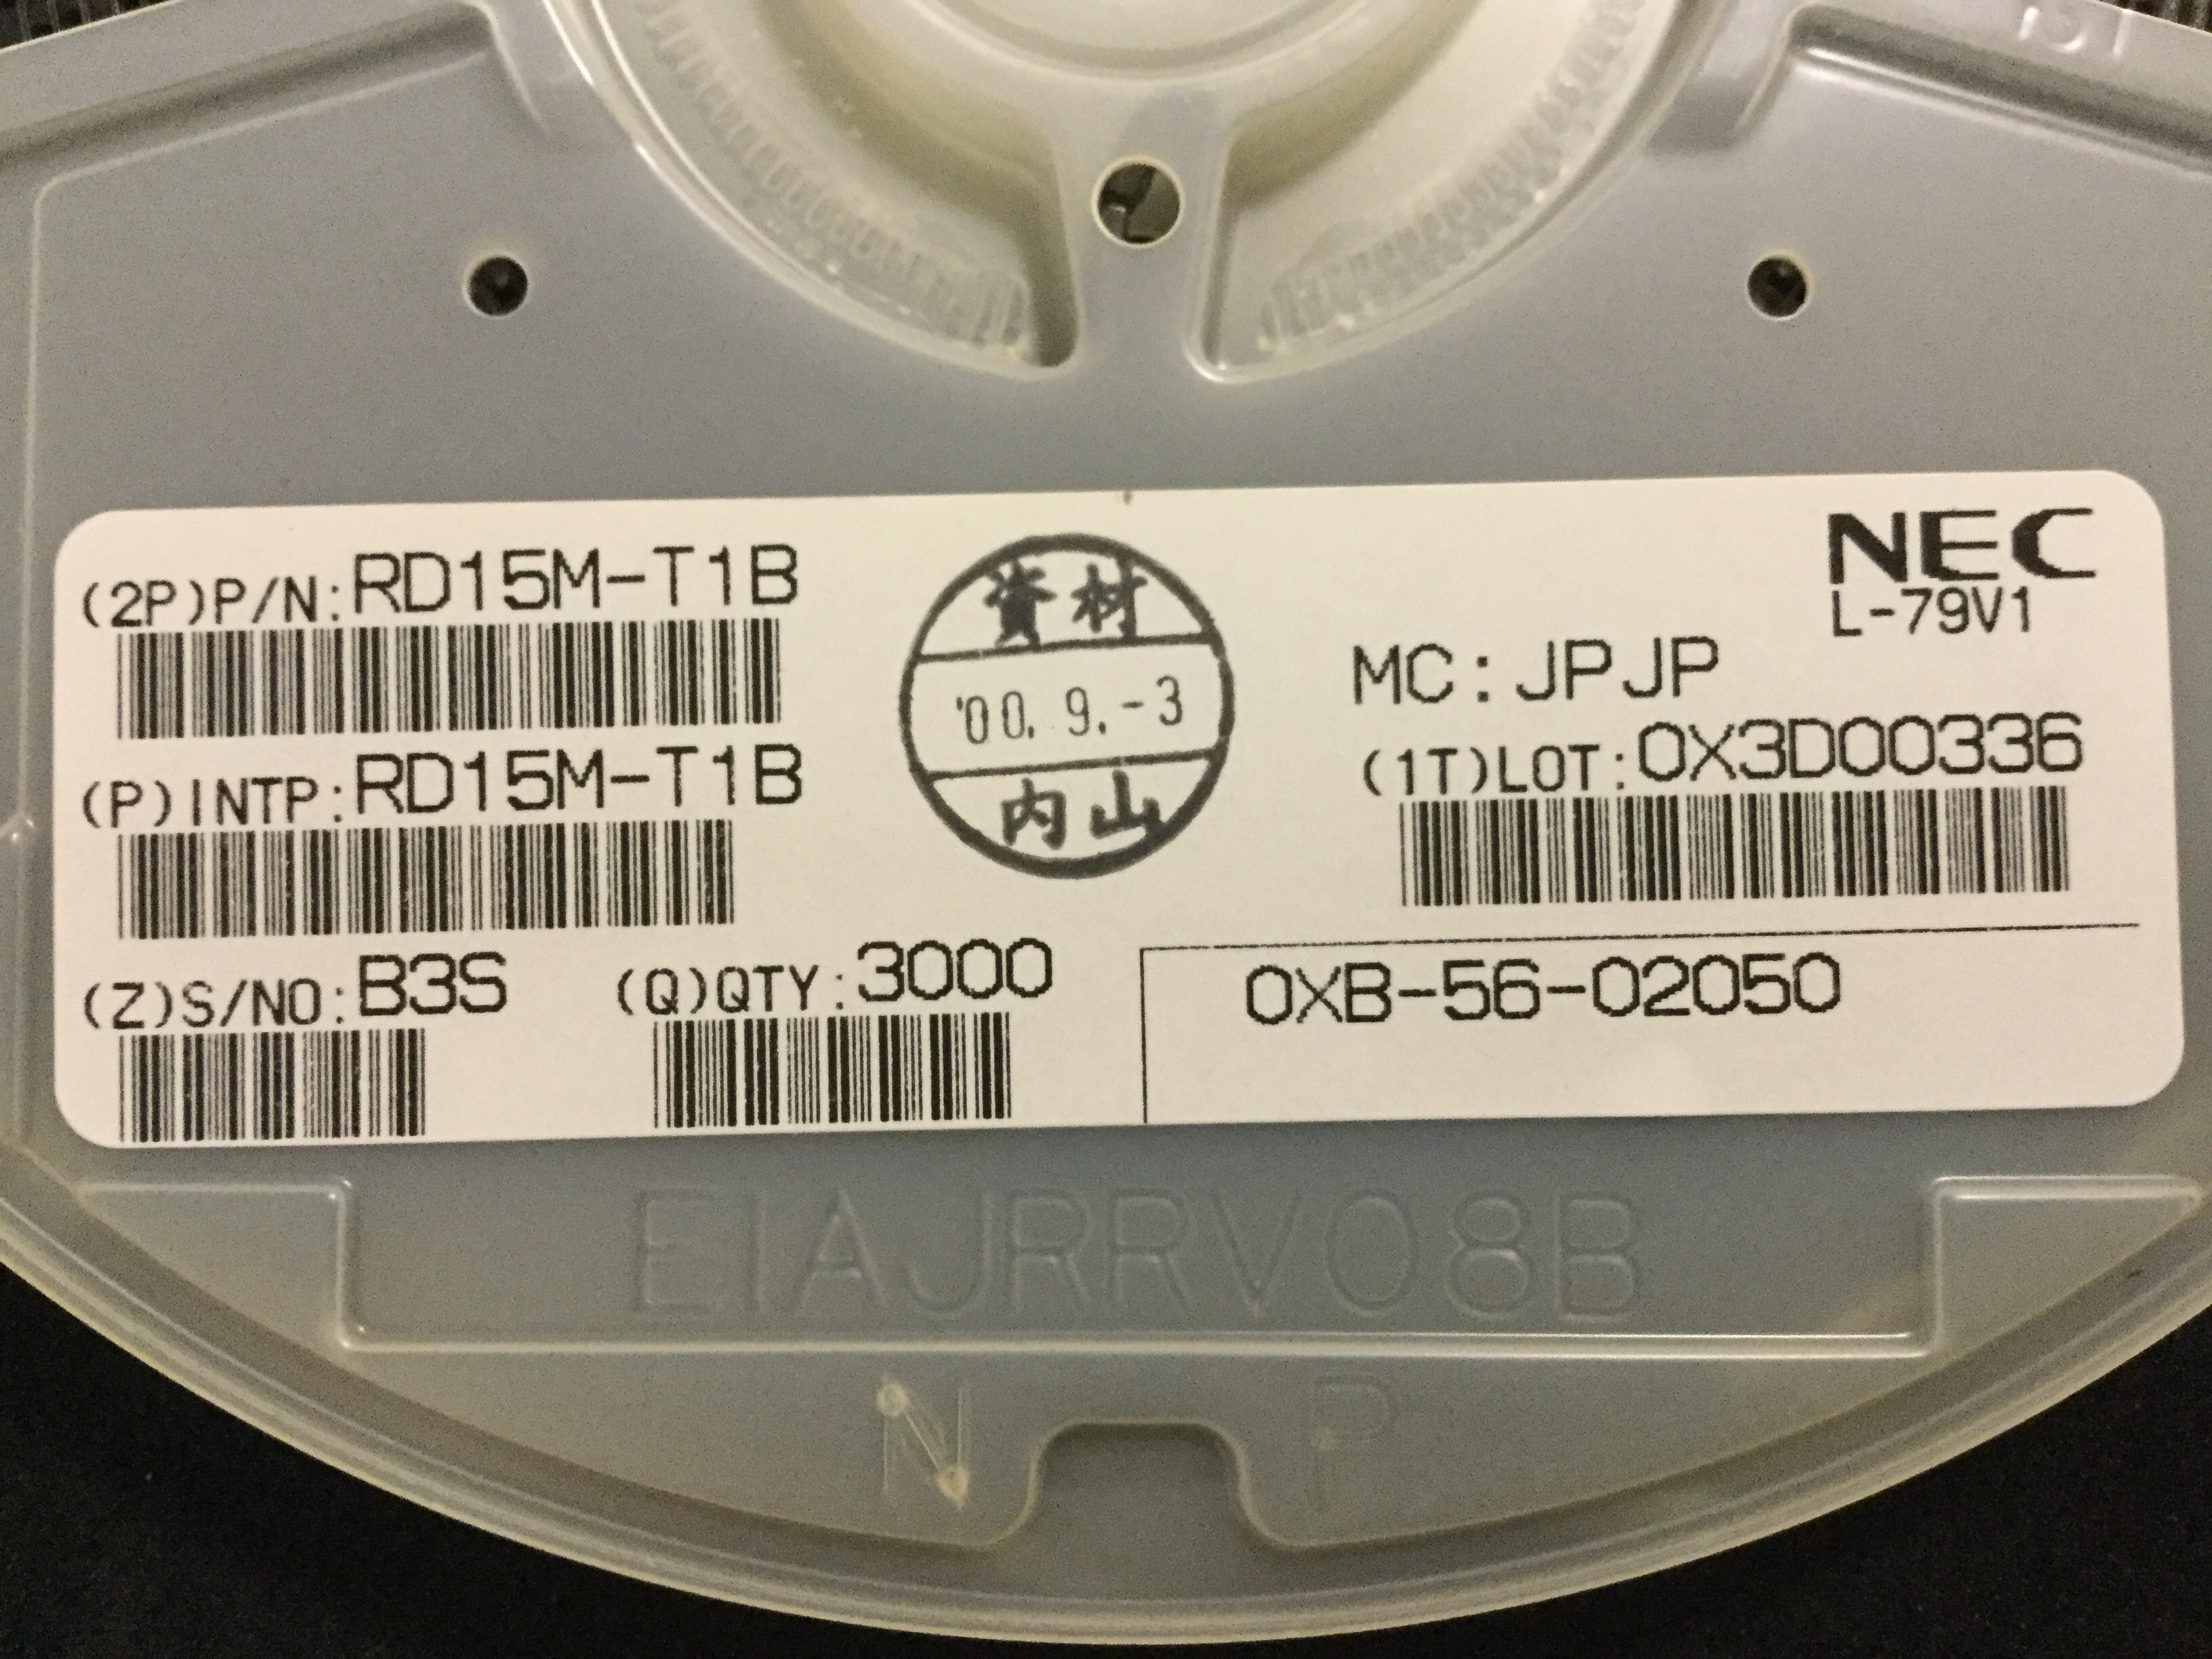 (2P)P/N:RD15M-T1B
(P)INTP:RD15M-T1B
(Z)S/NO:B3S
(Q)QTY:3000
資材
'00.9.-3
内山
NEC
L-79V1
MC:JPJP
(1T)LOT:0X3D00336
0XB-56-02050
EIAJRRV08B
N P